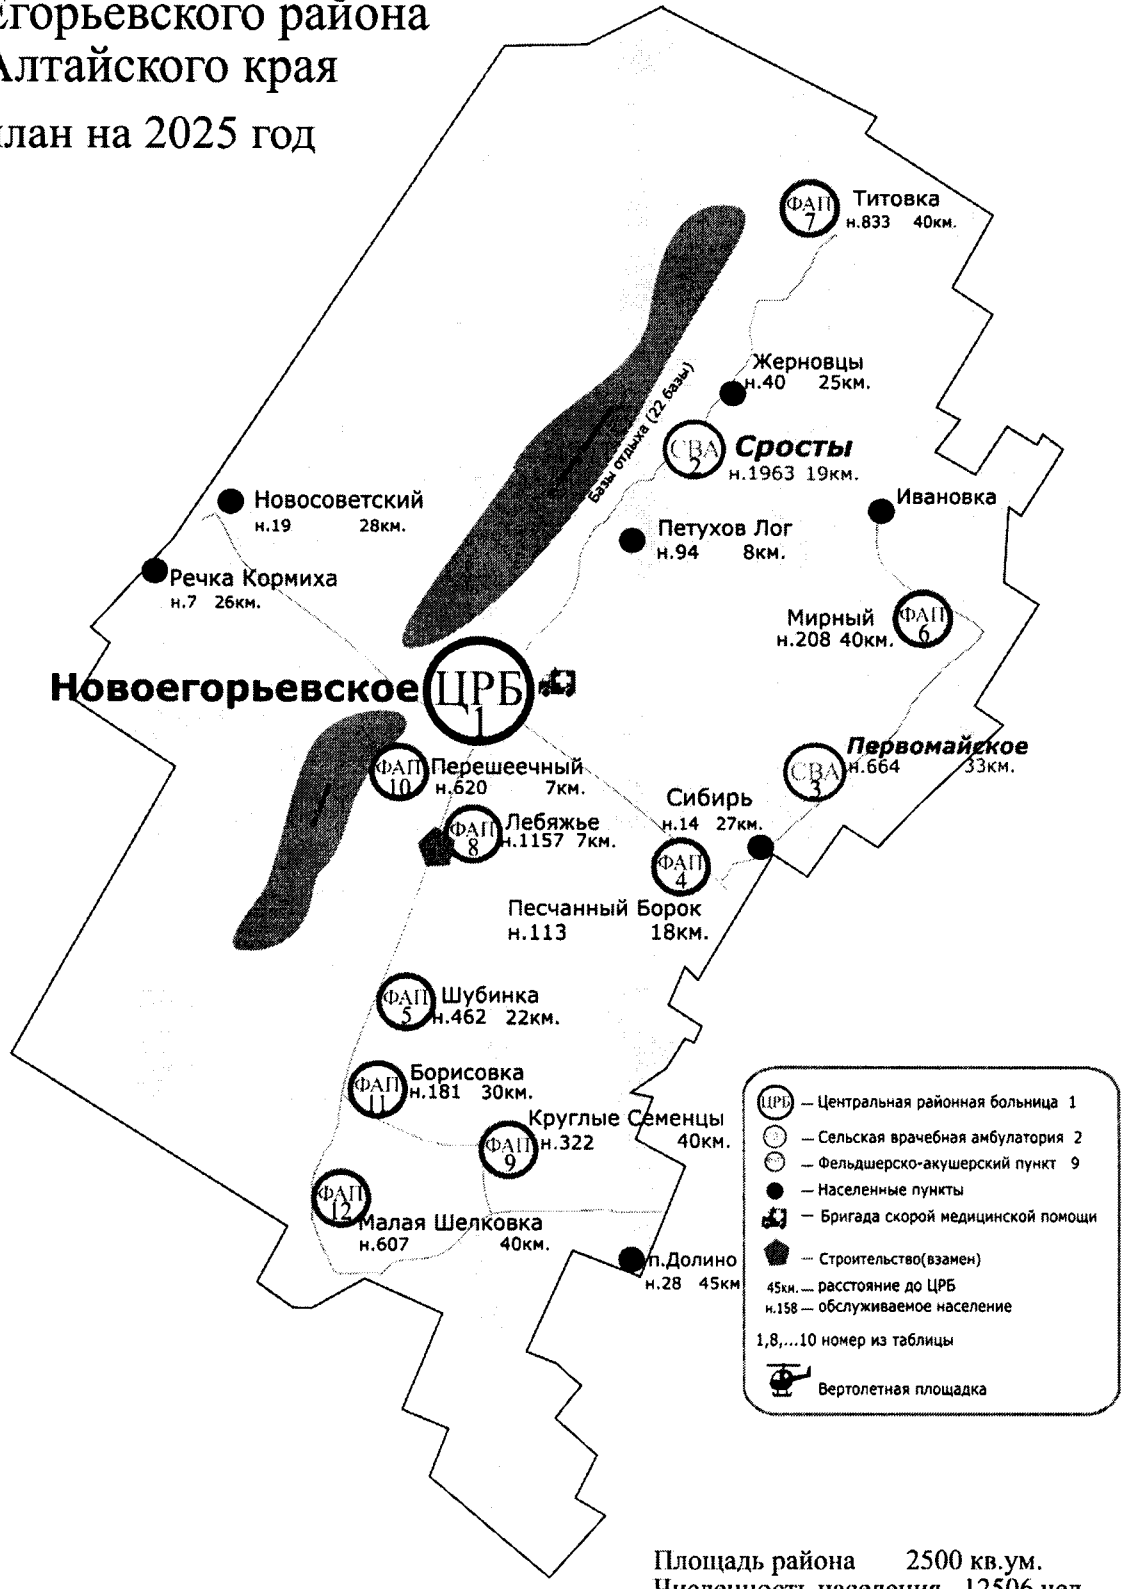 Егорьевского района
Алтайского края
план на 2025 год
ФАП
7
Титовка
н.833 40км.
Жерновцы
н.40 25км.
Базы отдыха (22 базы)
СВА
2
Сросты
н.1963 19км.
Ивановка
Новосоветский
н.19 28км.
Петухов Лог
н.94 8км.
Речка Кормиха
н.7 26км.
Мирный
н.208 40км.
ФАП
6
Новоегорьевское
ЦРБ
1
Первомайское
н.664 33км.
СВА
3
ФАП
10
Перешеечный
н.620 7км.
Сибирь
н.14 27км.
ФАП
8
Лебяжье
н.1157 7км.
ФАП
4
Песчанный Борок
н.113 18км.
ФАП
5
Шубинка
н.462 22км.
ФАП
11
Борисовка
н.181 30км.
Круглые Семенцы
н.322 40км.
ФАП
9
ФАП
12
Малая Шелковка
н.607 40км.
п.Долино
н.28 45км
ЦРБ — Центральная районная больница 1
— Сельская врачебная амбулатория 2
— Фельдшерско-акушерский пункт 9
— Населенные пункты
— Бригада скорой медицинской помощи
— Строительство(взамен)
45км. — расстояние до ЦРБ
н.158 — обслуживаемое население
1,8,...10 номер из таблицы
Вертолетная площадка
Площадь района 2500 кв.ум.
Численность населения 12506 чел